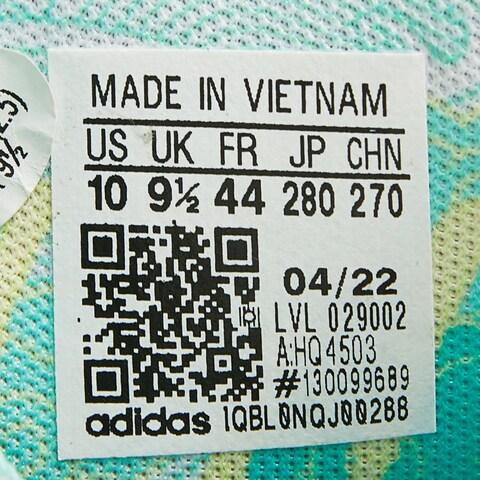 MADE IN VIETNAM
US UK FR JP CHN
10 9½ 44 280 270
04/22
LVL 029002
A:HQ4503
#130099689
adidas 1QBL0NQJ00288